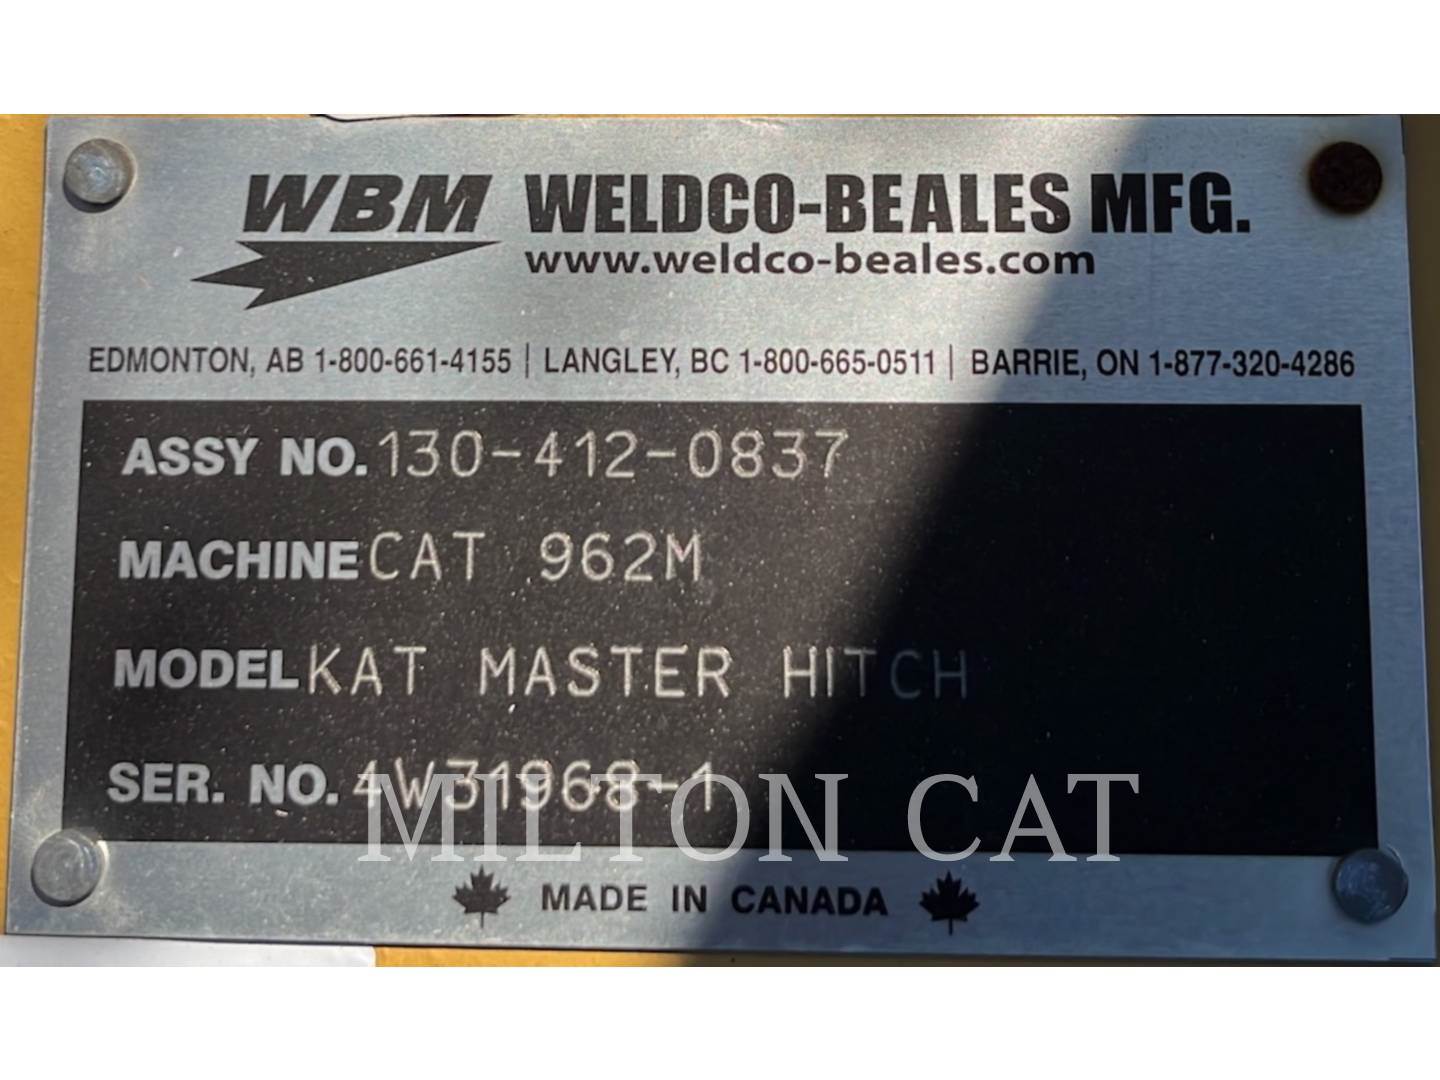 WBM WELDCO-BEALES MFG.
www.weldco-beales.com
EDMONTON, AB 1-800-661-4155 | LANGLEY, BC 1-800-665-0511 | BARRIE, ON 1-877-320-4286
ASSY NO. 130-412-0837
MACHINE CAT 962M
MODEL KAT MASTER HITCH
SER. NO. 4W31968-1
MILTON CAT
MADE IN CANADA